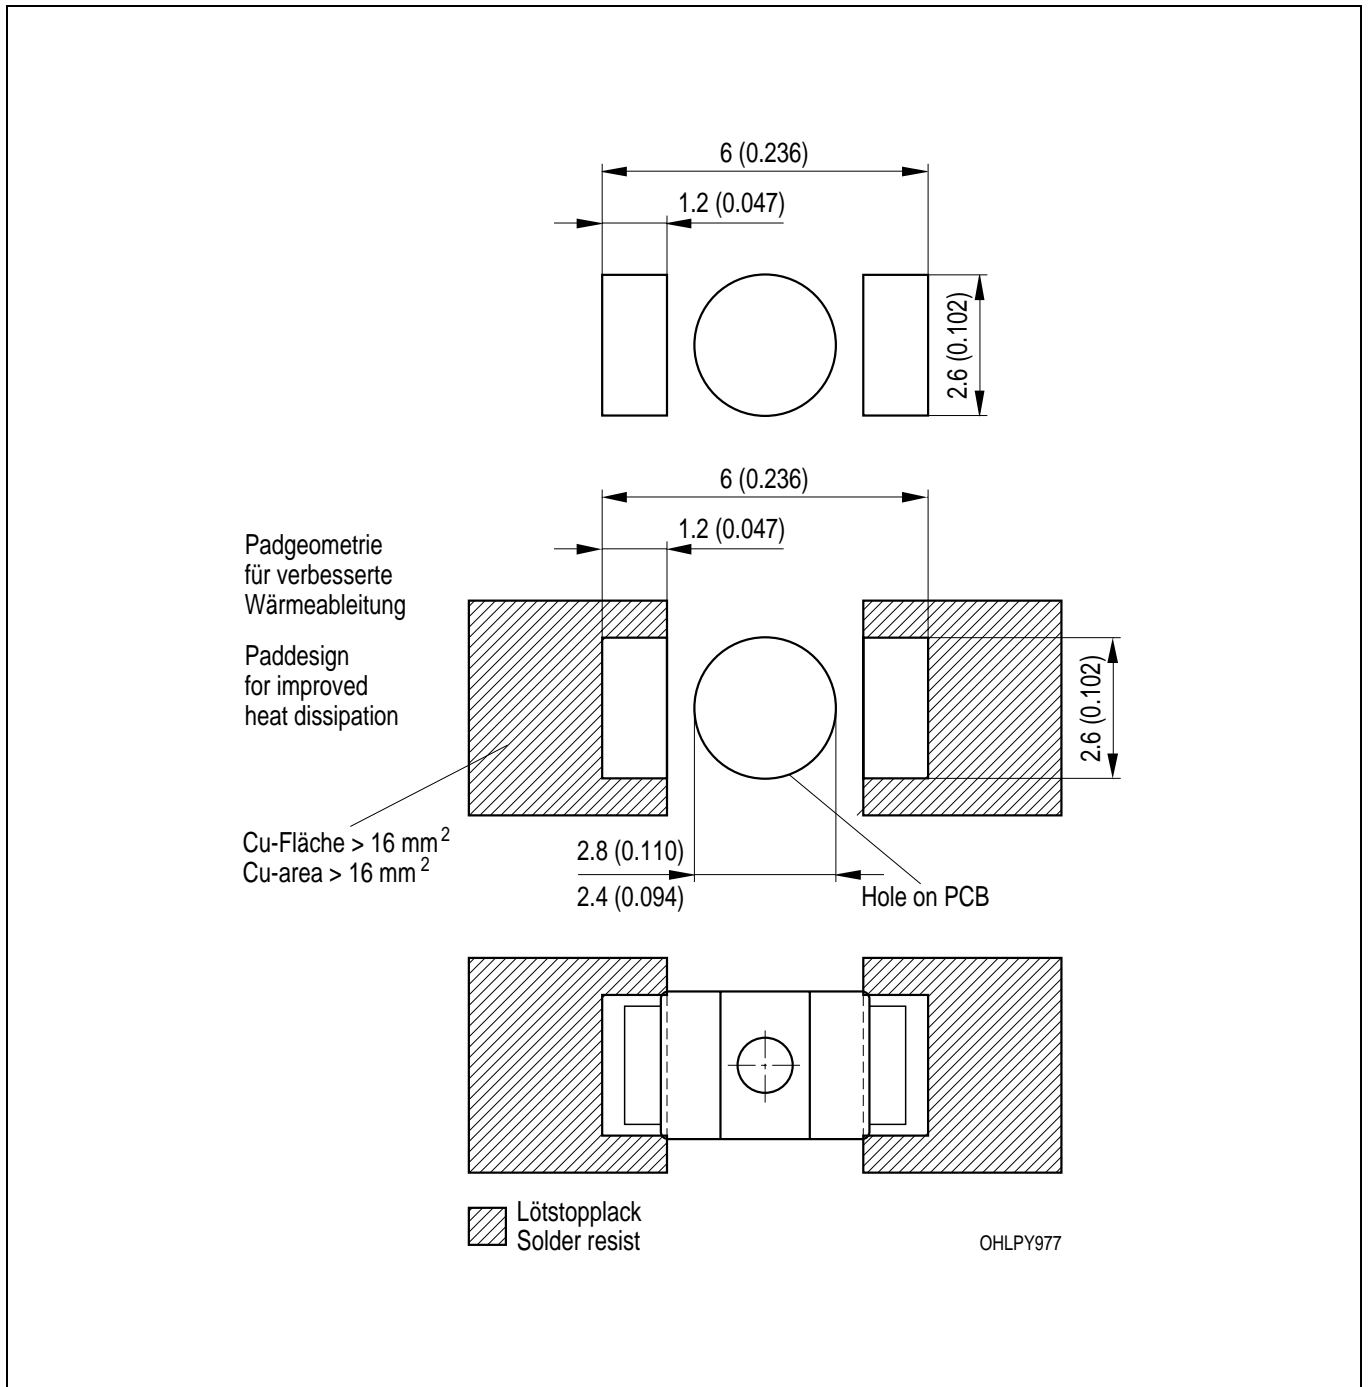 6 (0.236)
1.2 (0.047)
2.6 (0.102)
6 (0.236)
1.2 (0.047)
Padgeometrie
für verbesserte
Wärmeableitung
Paddesign
for improved
heat dissipation
2.6 (0.102)
Cu-Fläche > 16 mm²
Cu-area > 16 mm²
2.8 (0.110)
2.4 (0.094)
Hole on PCB
Lötstopplack
Solder resist
OHLPY977